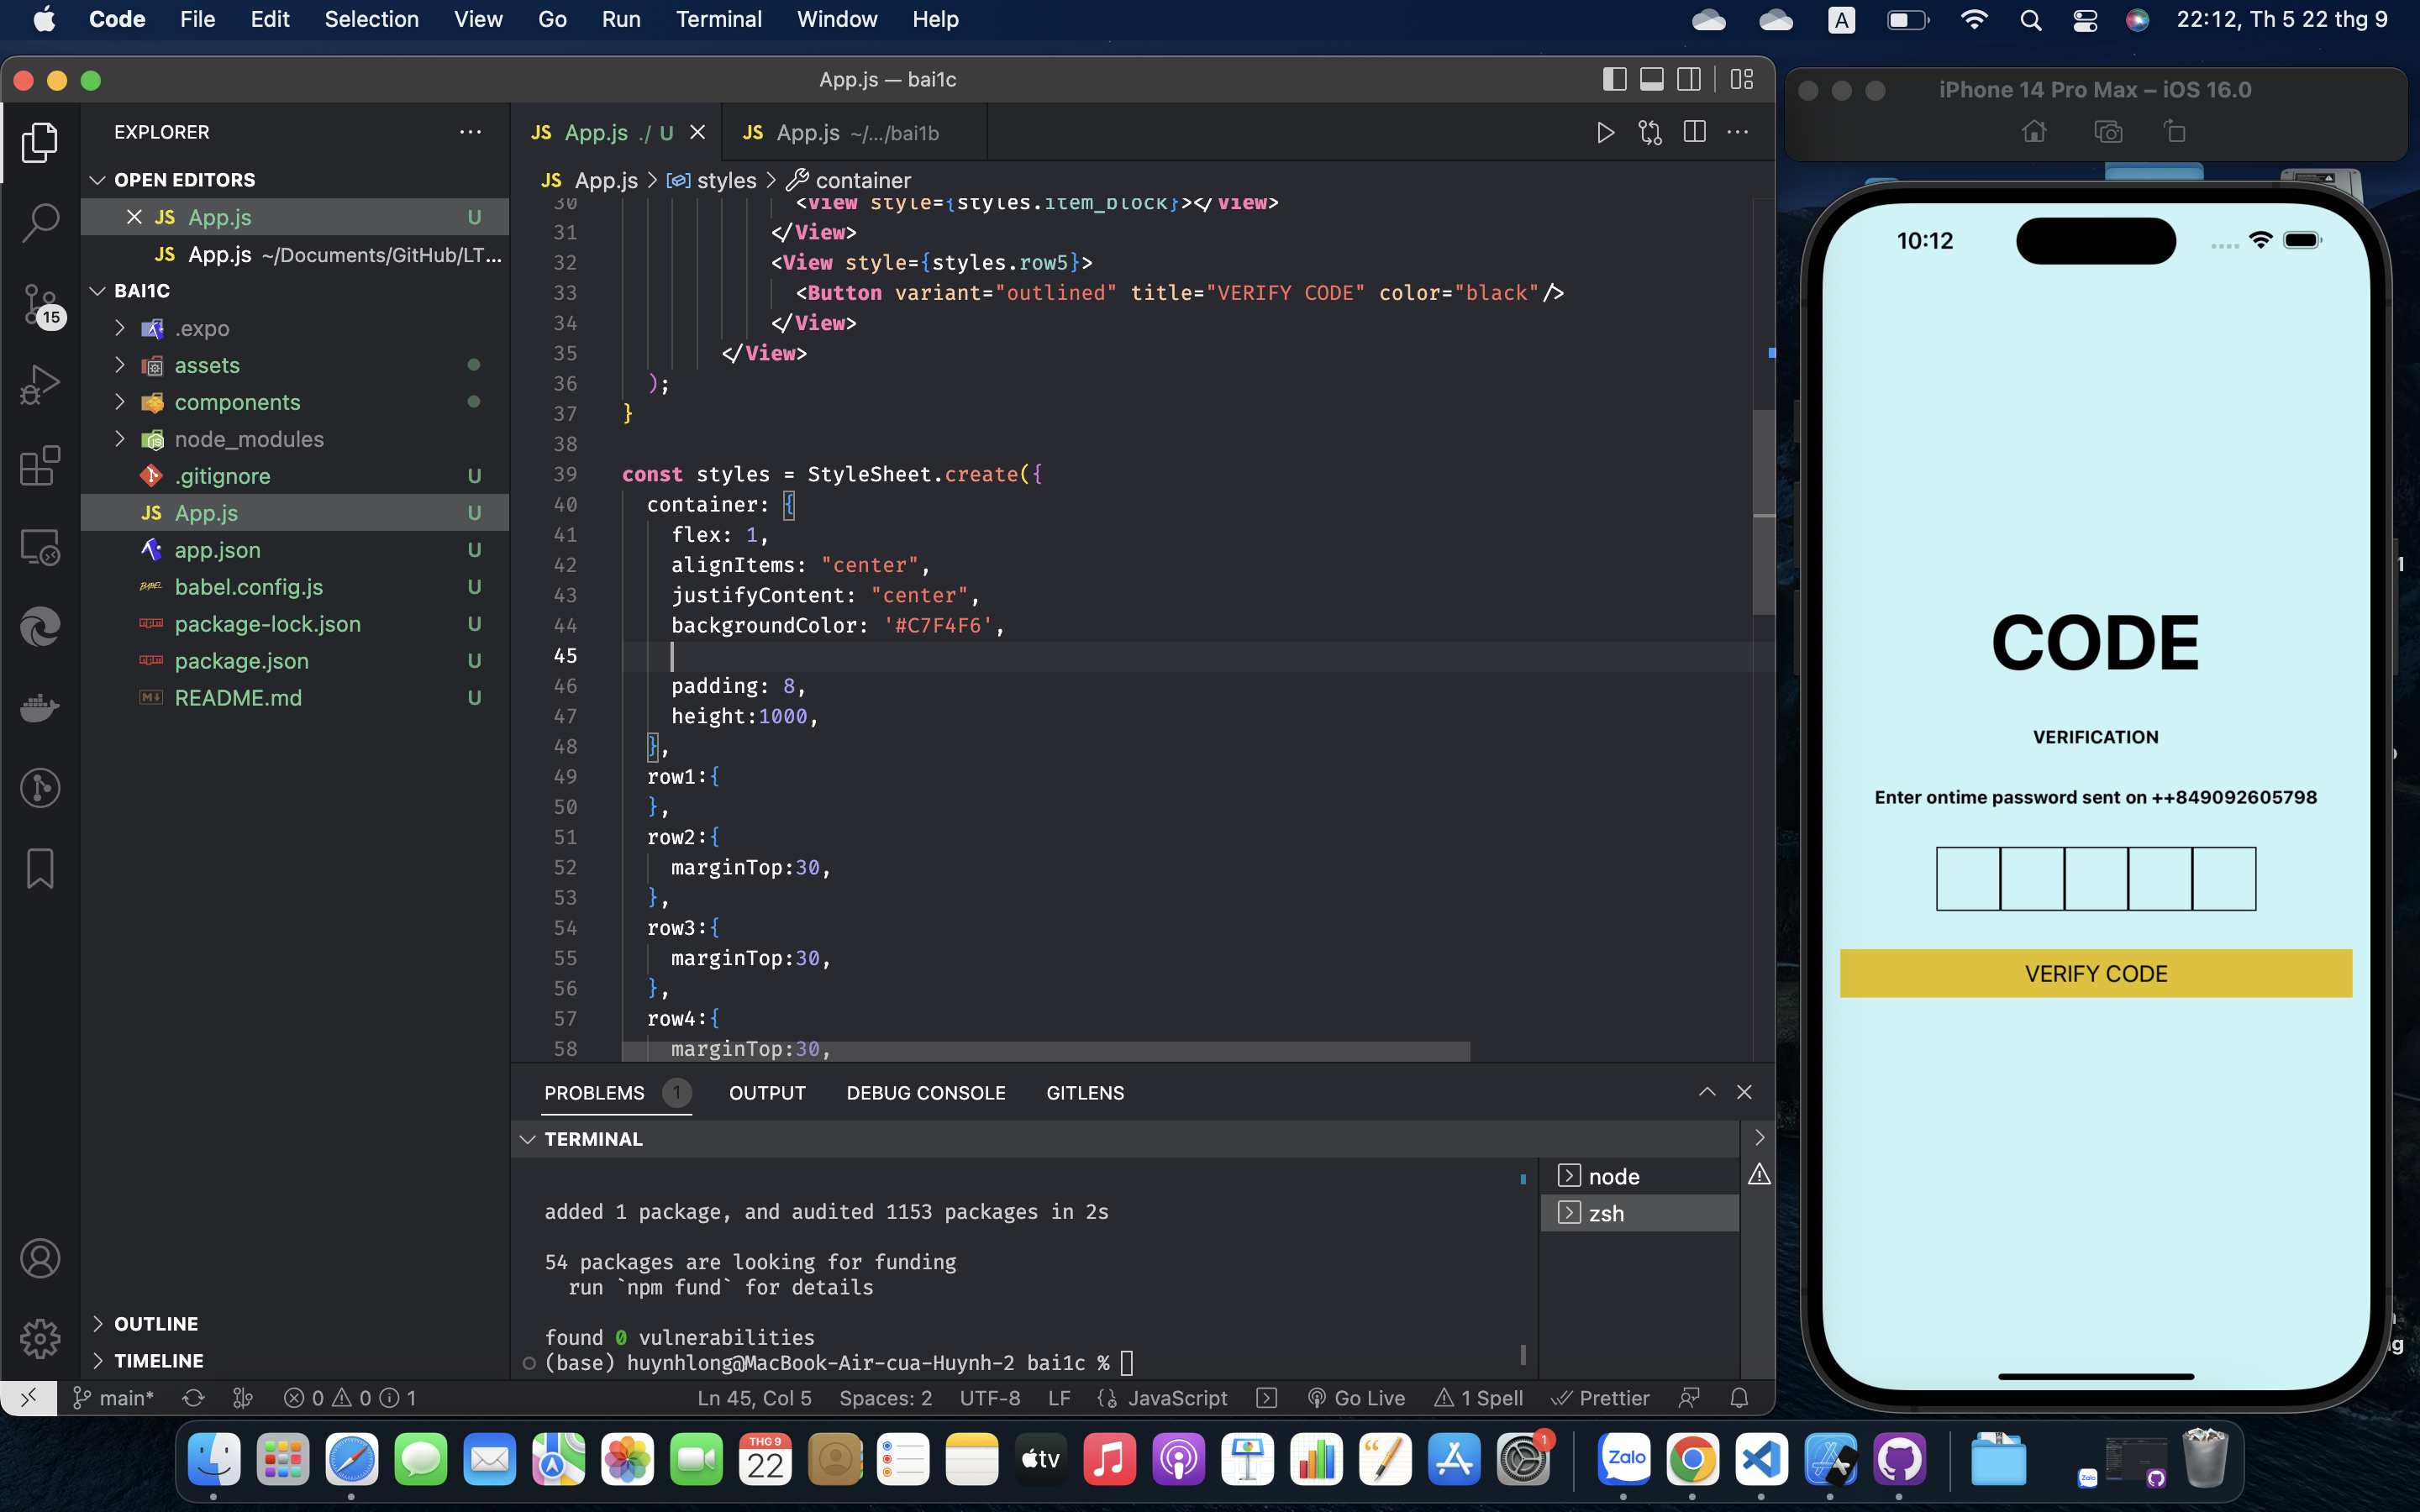 Code File Edit Selection View Go Run Terminal Window Help
A 22:12, Th 5 22 thg 9
App.js — bai1c
iPhone 14 Pro Max – iOS 16.0
EXPLORER
OPEN EDITORS
JS App.js U
JS App.js ~/Documents/GitHub/LT...
BAI1C
.expo
assets
components
node_modules
.gitignore U
JS App.js U
app.json U
BABEL babel.config.js U
npm package-lock.json U
npm package.json U
README.md U
OUTLINE
TIMELINE
15
JS App.js ./ U JS App.js ~/.../bai1b
JS App.js > styles > container
30 <View style={styles.item_block}></View>
31 </View>
32 <View style={styles.row5}>
33 <Button variant="outlined" title="VERIFY CODE" color="black"/>
34 </View>
35 </View>
36 );
37 }
38
39 const styles = StyleSheet.create({
40 container: {
41 flex: 1,
42 alignItems: "center",
43 justifyContent: "center",
44 backgroundColor: '#C7F4F6',
45
46 padding: 8,
47 height:1000,
48 },
49 row1:{
50 },
51 row2:{
52 marginTop:30,
53 },
54 row3:{
55 marginTop:30,
56 },
57 row4:{
58 marginTop:30,
PROBLEMS 1 OUTPUT DEBUG CONSOLE GITLENS
TERMINAL
added 1 package, and audited 1153 packages in 2s
54 packages are looking for funding
run `npm fund` for details
found 0 vulnerabilities
(base) huynhlong@MacBook-Air-cua-Huynh-2 bai1c %
node
zsh
main* 0 0 1 Ln 45, Col 5 Spaces: 2 UTF-8 LF JavaScript Go Live 1 Spell Prettier
10:12
CODE
VERIFICATION
Enter ontime password sent on ++849092605798
VERIFY CODE
THG 9
22
tv
1
Zalo